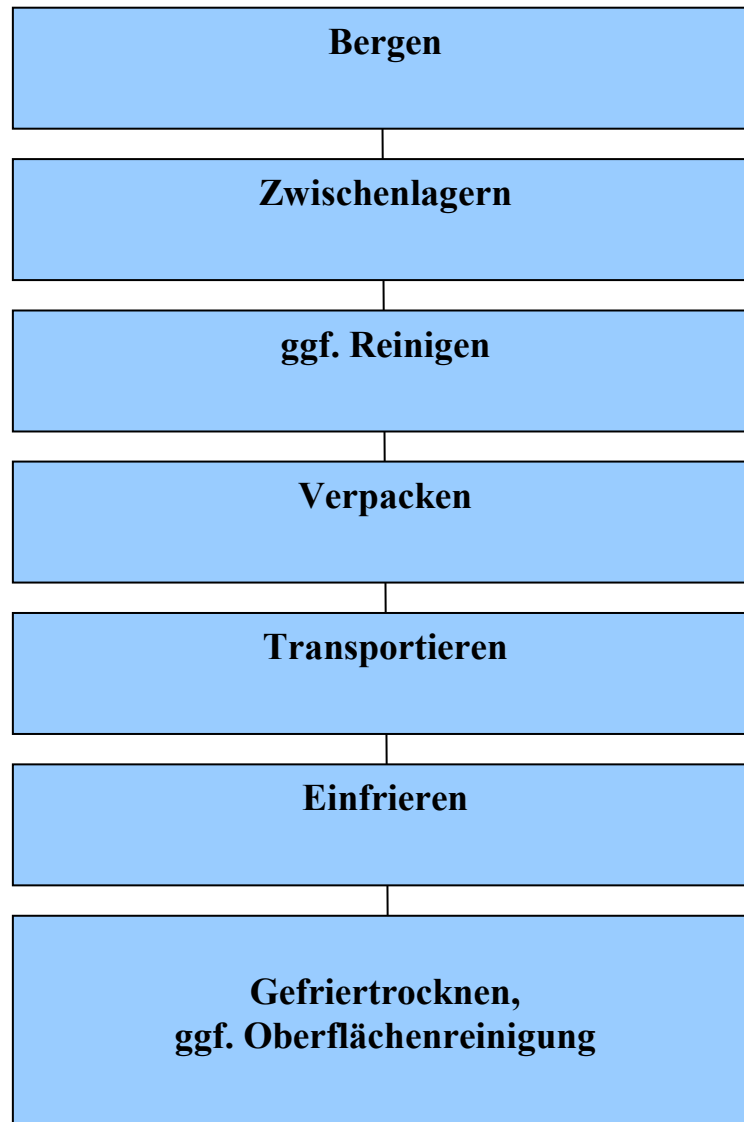 Bergen
Zwischenlagern
ggf. Reinigen
Verpacken
Transportieren
Einfrieren
Gefriertrocknen,
ggf. Oberflächenreinigung